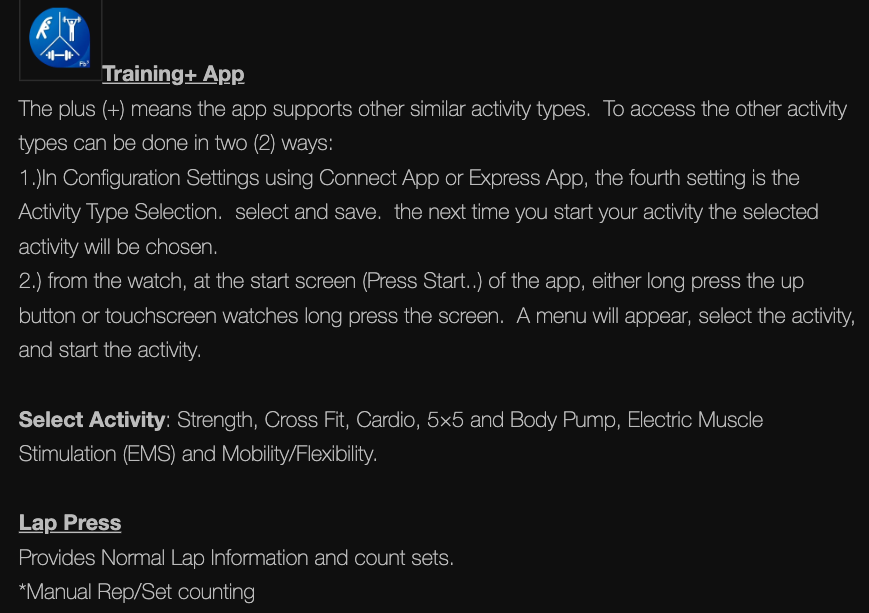 Training+ App
The plus (+) means the app supports other similar activity types.  To access the other activity
types can be done in two (2) ways:
1.)In Configuration Settings using Connect App or Express App, the fourth setting is the
Activity Type Selection.  select and save.  the next time you start your activity the selected
activity will be chosen.
2.) from the watch, at the start screen (Press Start..) of the app, either long press the up
button or touchscreen watches long press the screen.  A menu will appear, select the activity,
and start the activity.
Select Activity: Strength, Cross Fit, Cardio, 5×5 and Body Pump, Electric Muscle
Stimulation (EMS) and Mobility/Flexibility.
Lap Press
Provides Normal Lap Information and count sets.
*Manual Rep/Set counting